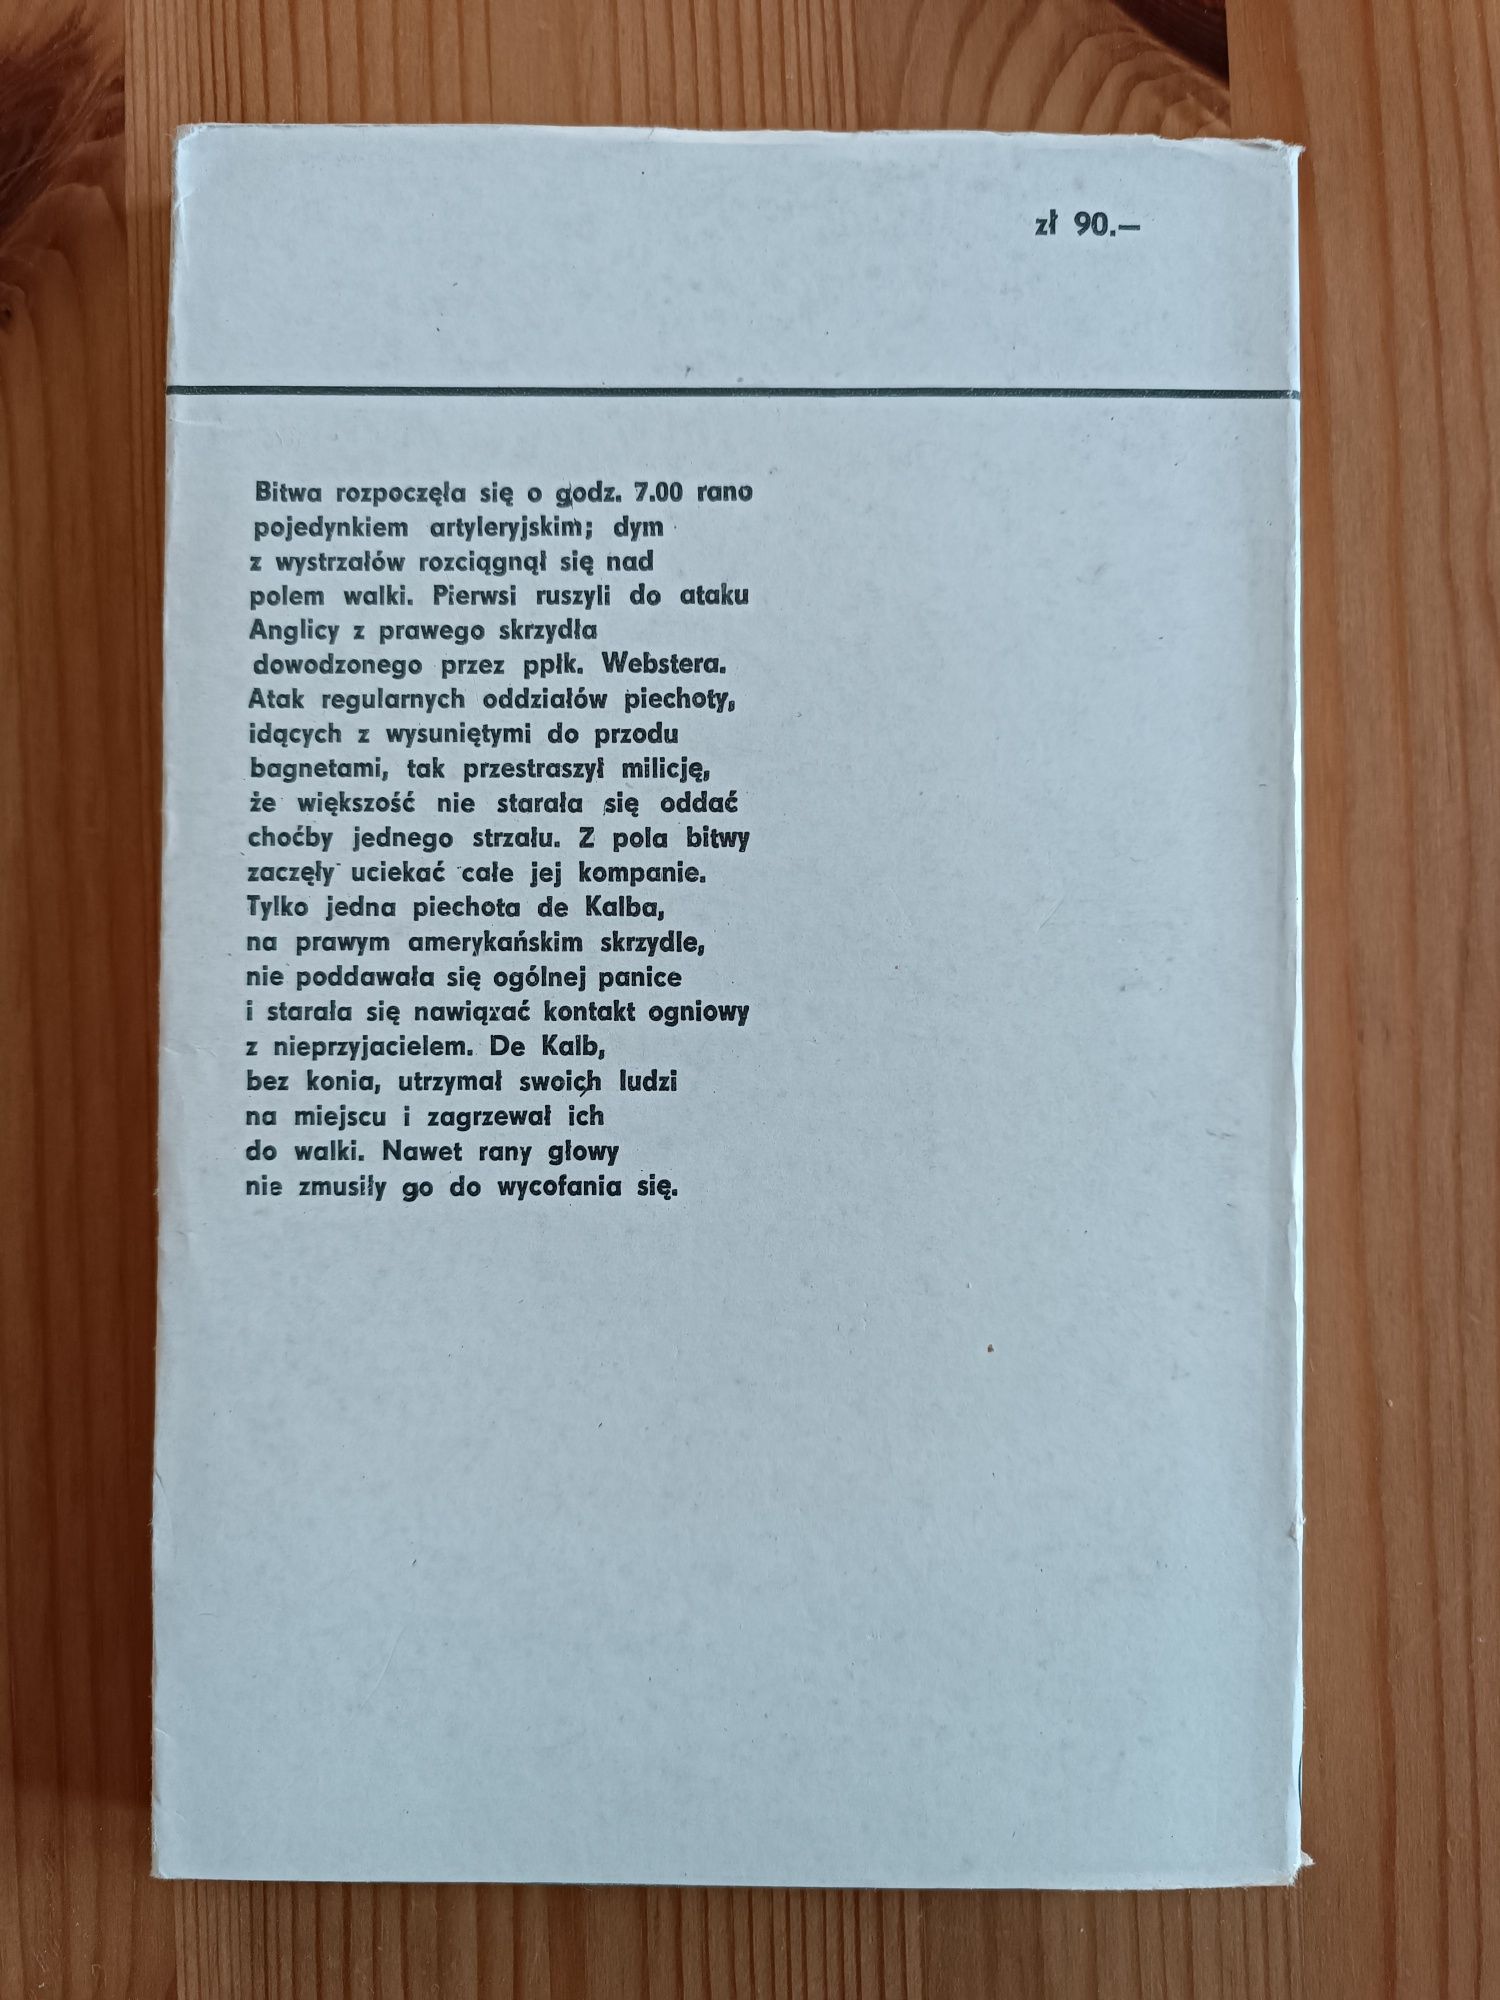 zł 90.—
Bitwa rozpoczęła się o godz. 7.00 rano
pojedynkiem artyleryjskim; dym
z wystrzałów rozciągnął się nad
polem walki. Pierwsi ruszyli do ataku
Anglicy z prawego skrzydła
dowodzonego przez ppłk. Webstera.
Atak regularnych oddziałów piechoty,
idących z wysuniętymi do przodu
bagnetami, tak przestraszył milicję,
że większość nie starała się oddać
choćby jednego strzału. Z pola bitwy
zaczęły uciekać całe jej kompanie.
Tylko jedna piechota de Kalba,
na prawym amerykańskim skrzydle,
nie poddawała się ogólnej panice
i starała się nawiązać kontakt ogniowy
z nieprzyjacielem. De Kalb,
bez konia, utrzymał swoich ludzi
na miejscu i zagrzewał ich
do walki. Nawet rany głowy
nie zmusiły go do wycofania się.